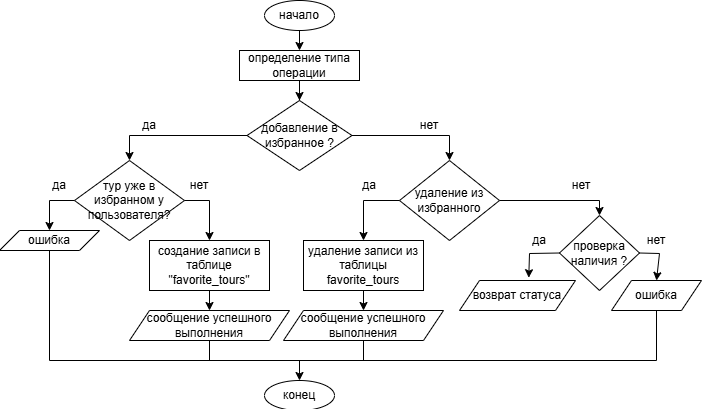 начало
определение типа
операции
добавление в
избранное ?
да
нет
тур уже в
избранном у
пользователя?
да
нет
ошибка
создание записи в
таблице
"favorite_tours"
сообщение успешного
выполнения
удаление из
избранного
да
нет
удаление записи из
таблицы
favorite_tours
сообщение успешного
выполнения
проверка
наличия ?
да
нет
возврат статуса
ошибка
конец